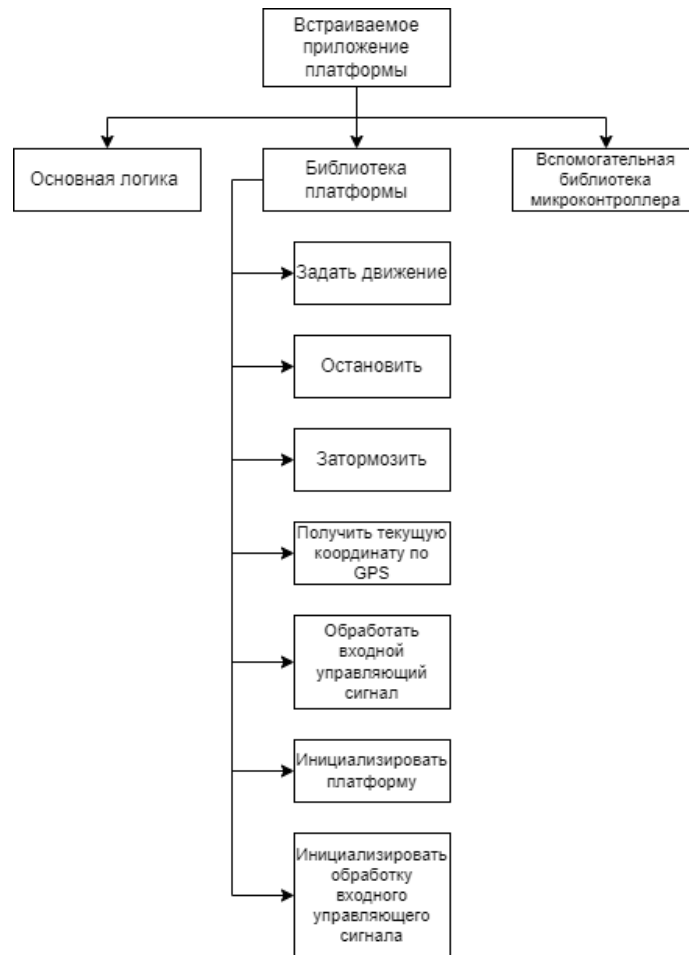 Встраиваемое
приложение
платформы
Основная логика
Библиотека
платформы
Вспомогательная
библиотека
микроконтроллера
Задать движение
Остановить
Затормозить
Получить текущую
координату по
GPS
Обработать
входной
управляющий
сигнал
Инициализировать
платформу
Инициализировать
обработку
входного
управляющего
сигнала